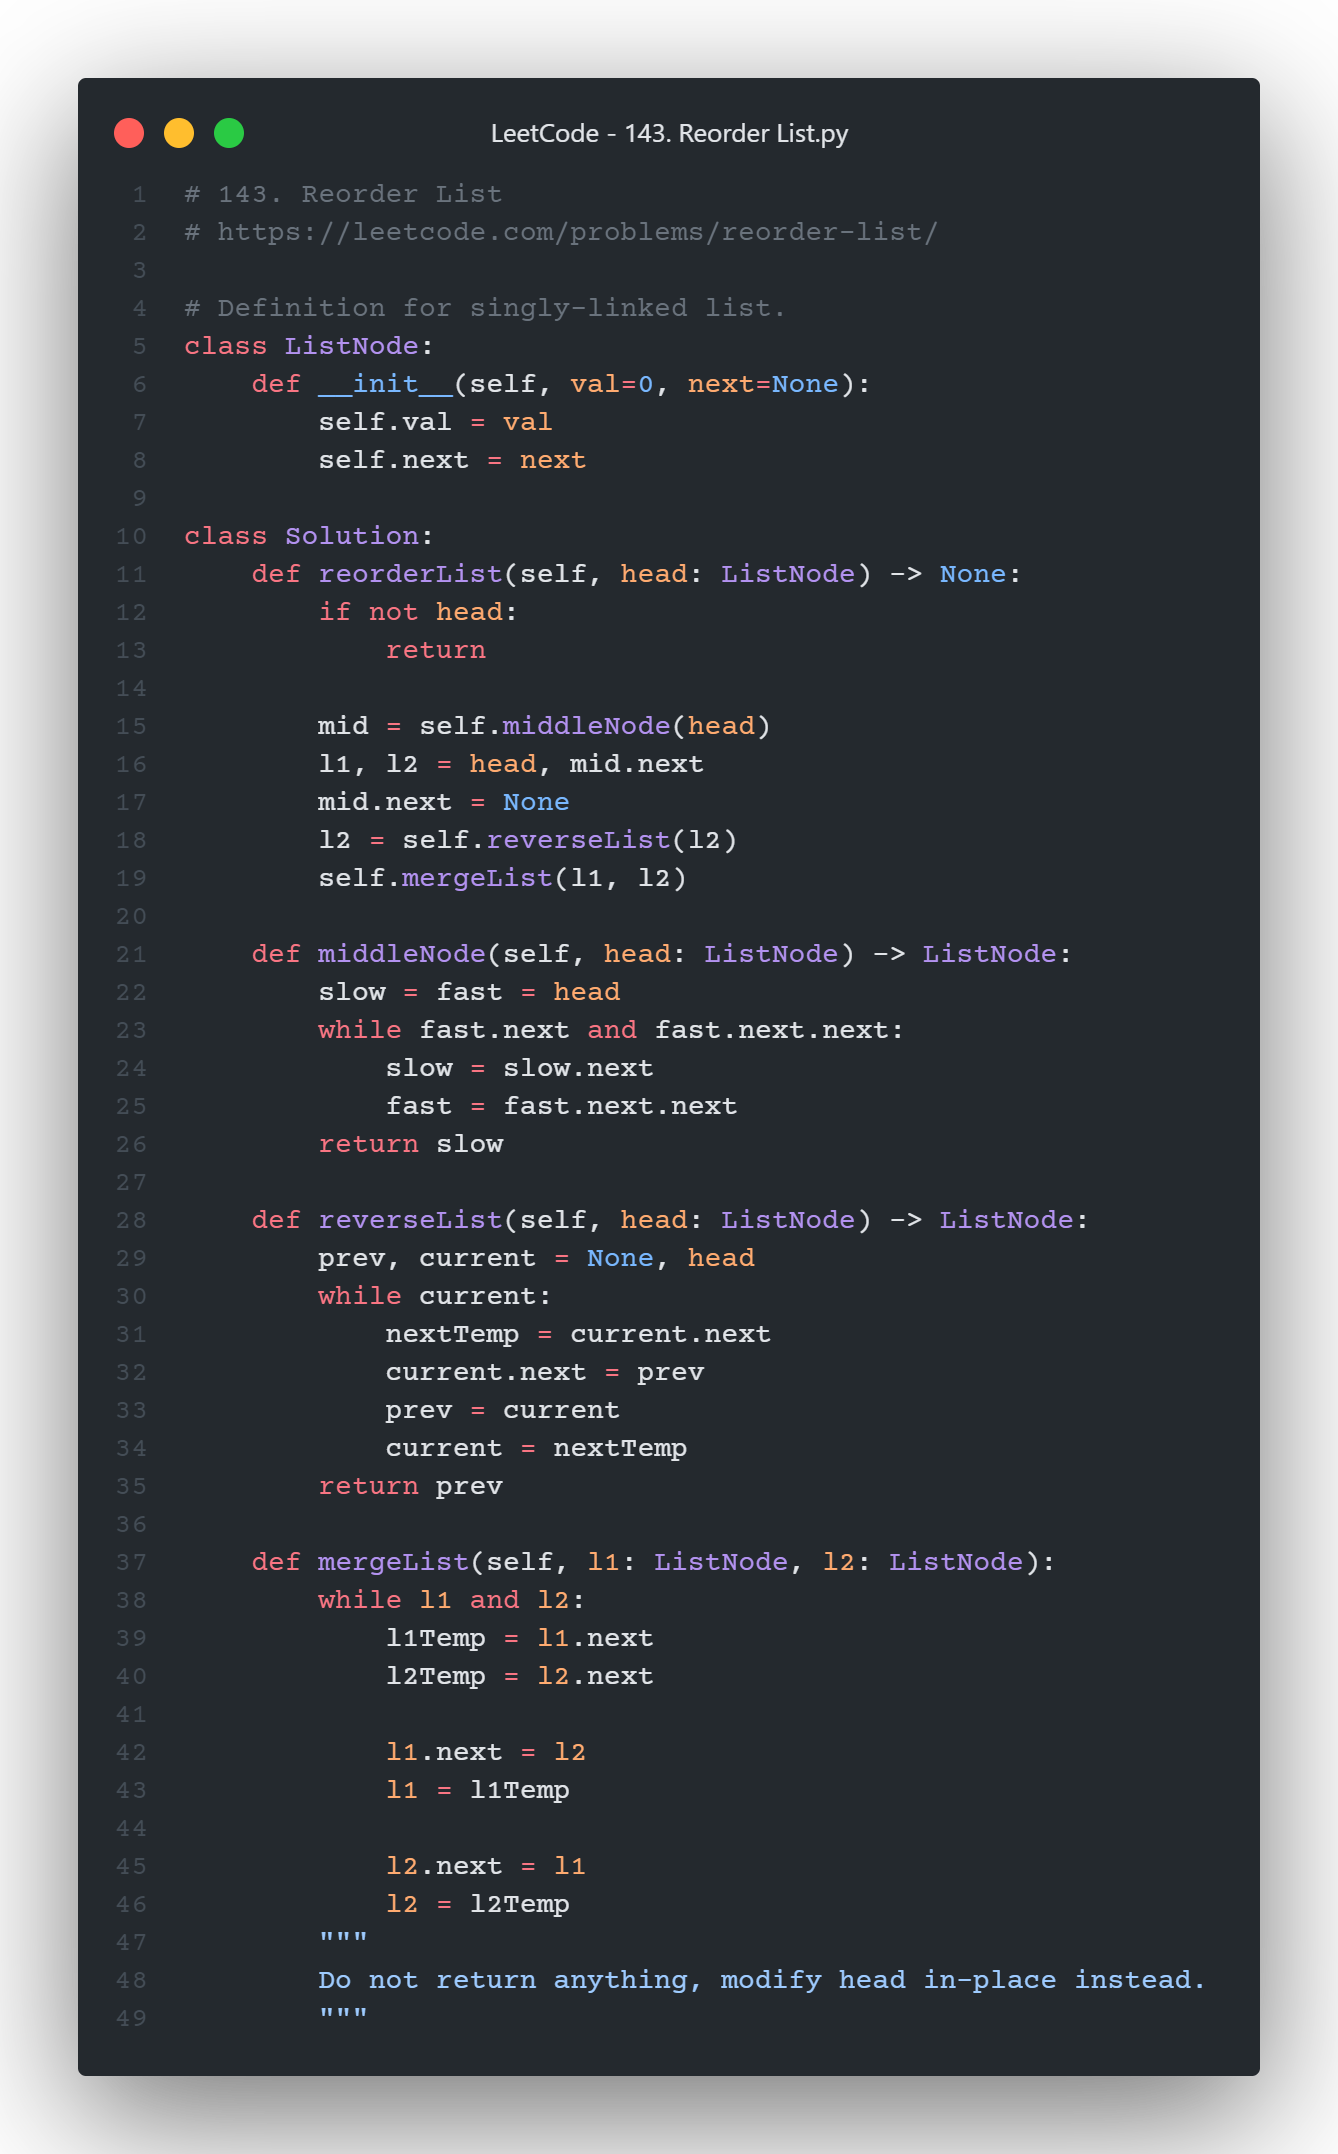 LeetCode - 143. Reorder List.py
1 # 143. Reorder List
2 # https://leetcode.com/problems/reorder-list/
3
4 # Definition for singly-linked list.
5 class ListNode:
6     def __init__(self, val=0, next=None):
7         self.val = val
8         self.next = next
9
10 class Solution:
11     def reorderList(self, head: ListNode) -> None:
12         if not head:
13             return
14
15         mid = self.middleNode(head)
16         l1, l2 = head, mid.next
17         mid.next = None
18         l2 = self.reverseList(l2)
19         self.mergeList(l1, l2)
20
21     def middleNode(self, head: ListNode) -> ListNode:
22         slow = fast = head
23         while fast.next and fast.next.next:
24             slow = slow.next
25             fast = fast.next.next
26         return slow
27
28     def reverseList(self, head: ListNode) -> ListNode:
29         prev, current = None, head
30         while current:
31             nextTemp = current.next
32             current.next = prev
33             prev = current
34             current = nextTemp
35         return prev
36
37     def mergeList(self, l1: ListNode, l2: ListNode):
38         while l1 and l2:
39             l1Temp = l1.next
40             l2Temp = l2.next
41
42             l1.next = l2
43             l1 = l1Temp
44
45             l2.next = l1
46             l2 = l2Temp
47         """
48         Do not return anything, modify head in-place instead.
49         """